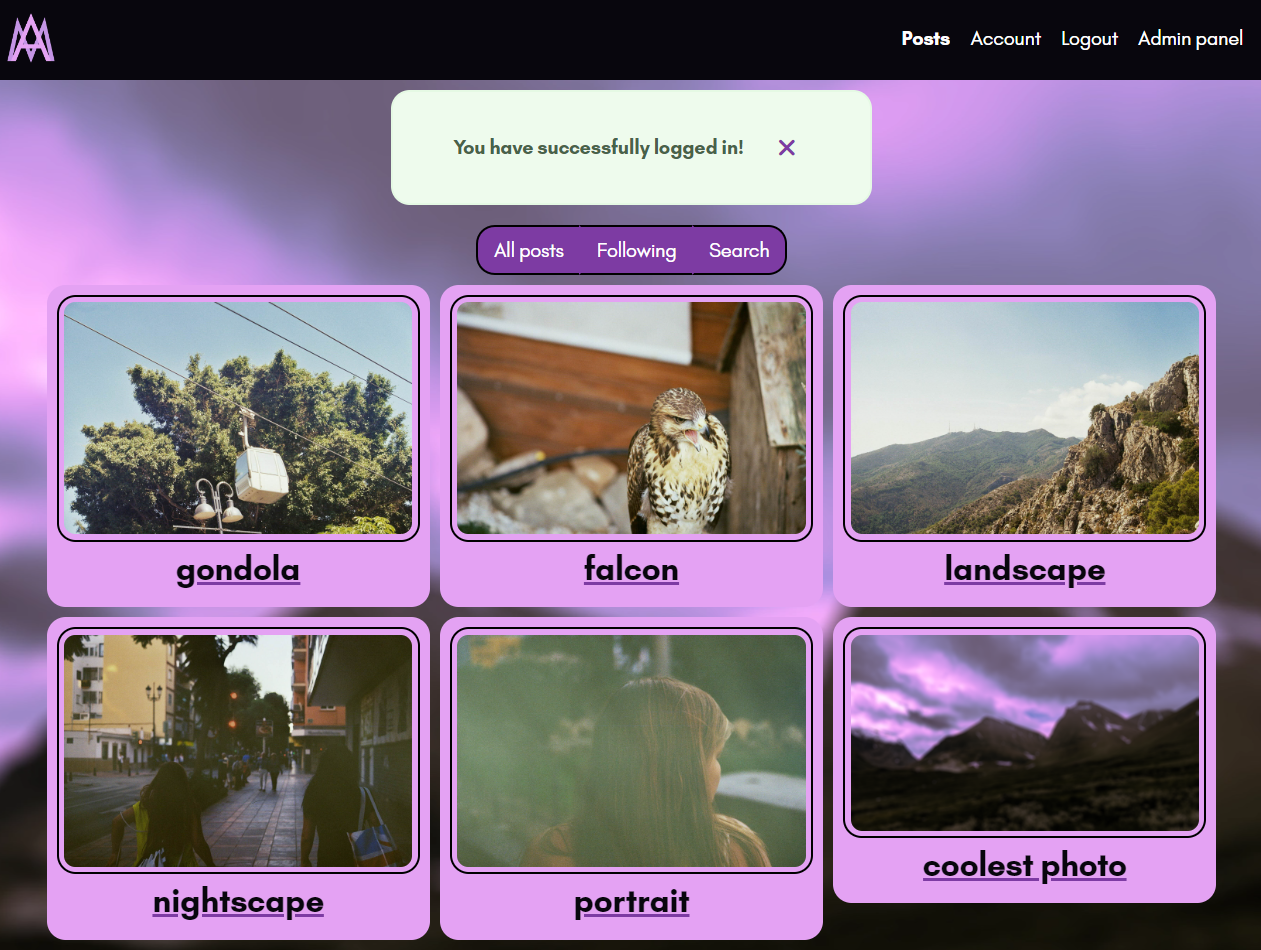 Posts Account Logout Admin panel
You have successfully logged in!
All posts Following Search
gondola falcon landscape
nightscape portrait coolest photo